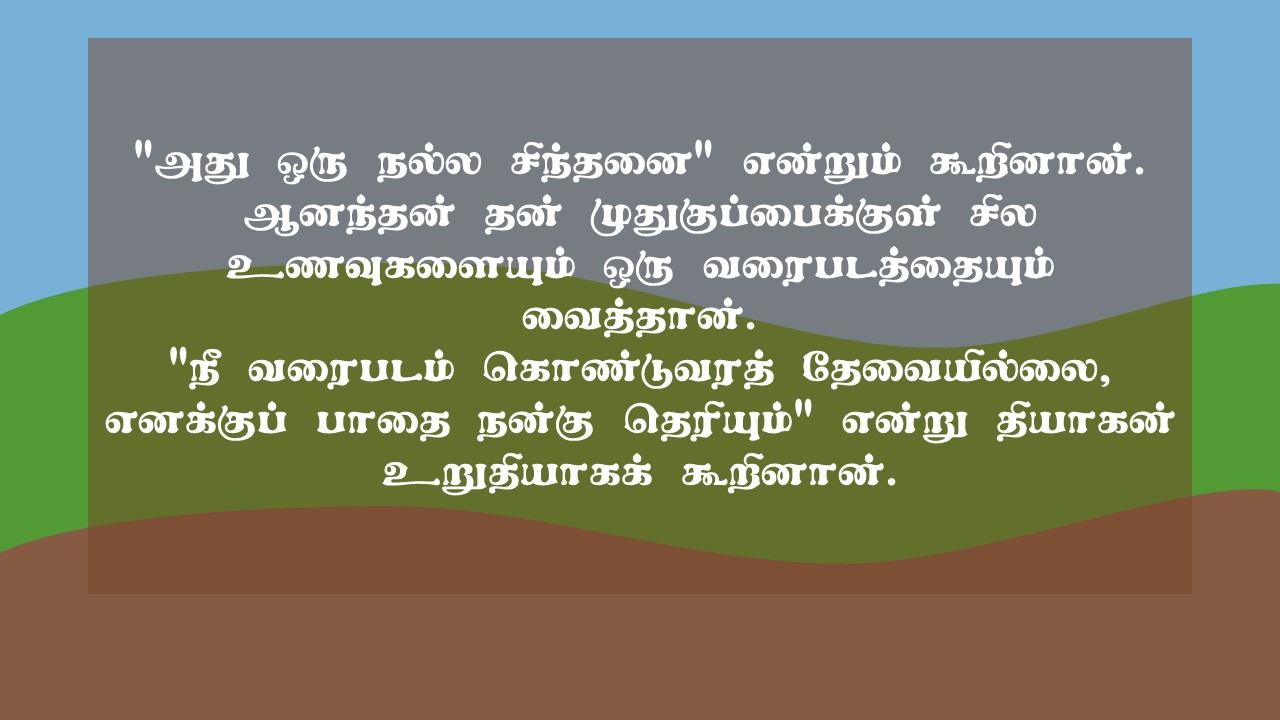 "அது ஒரு நல்ல சிந்தனை" என்றும் கூறினான்.
ஆனந்தன் தன் முதுகுப்பைக்குள் சில
உணவுகளையும் ஒரு வரைபடத்தையும்
வைத்தான்.
"நீ வரைபடம் கொண்டுவரத் தேவையில்லை,
எனக்குப் பாதை நன்கு தெரியும்" என்று தியாகன்
உறுதியாகக் கூறினான்.